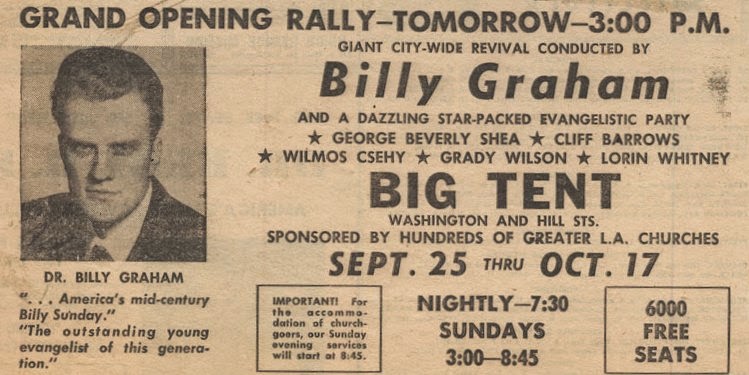 GRAND OPENING RALLY—TOMORROW—3:00 P.M.
GIANT CITY-WIDE REVIVAL CONDUCTED BY
Billy Graham
AND A DAZZLING STAR-PACKED EVANGELISTIC PARTY
★ GEORGE BEVERLY SHEA ★ CLIFF BARROWS
★ WILMOS CSEHY ★ GRADY WILSON ★ LORIN WHITNEY
BIG TENT
WASHINGTON AND HILL STS.
SPONSORED BY HUNDREDS OF GREATER L.A. CHURCHES
SEPT. 25 THRU OCT. 17
DR. BILLY GRAHAM
". . . America's mid-century
Billy Sunday."
"The outstanding young
evangelist of this genera-
tion."
IMPORTANT! For
the accommo-
dation of church-
goers, our Sunday
evening services
will start at 8:45.
NIGHTLY—7:30
SUNDAYS
3:00—8:45
6000
FREE
SEATS